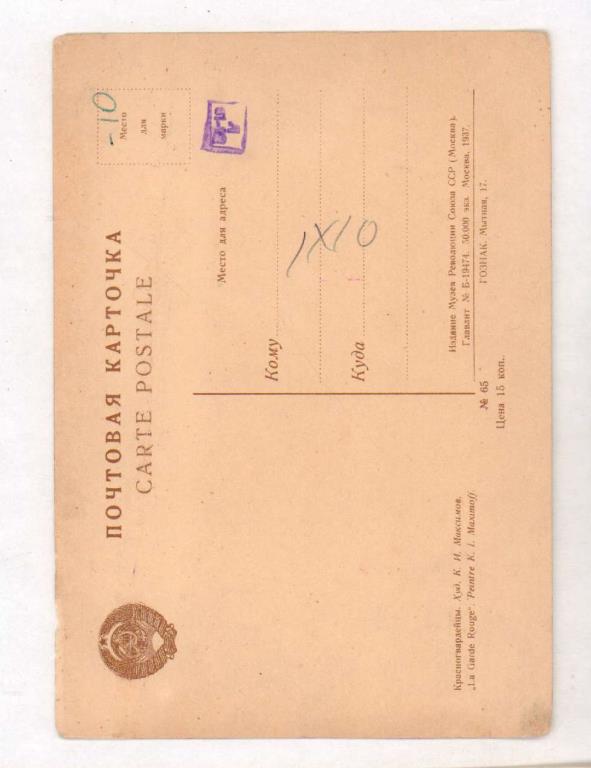 ПОЧТОВАЯ КАРТОЧКА
CARTE POSTALE
-10
Место
для
марки
Место для адреса
1X10
Кому
Куда
Красногвардейцы. Худ. К. И. Максимов.
„La Garde Rouge". Peintre K. I. Maximoff
Издание Музея Революции Союза ССР (Москва).
Главлит № Б-19474. 50.000 экз. Москва, 1937.
ГОЗНАК. Мытная, 17.
№ 65
Цена 15 коп.